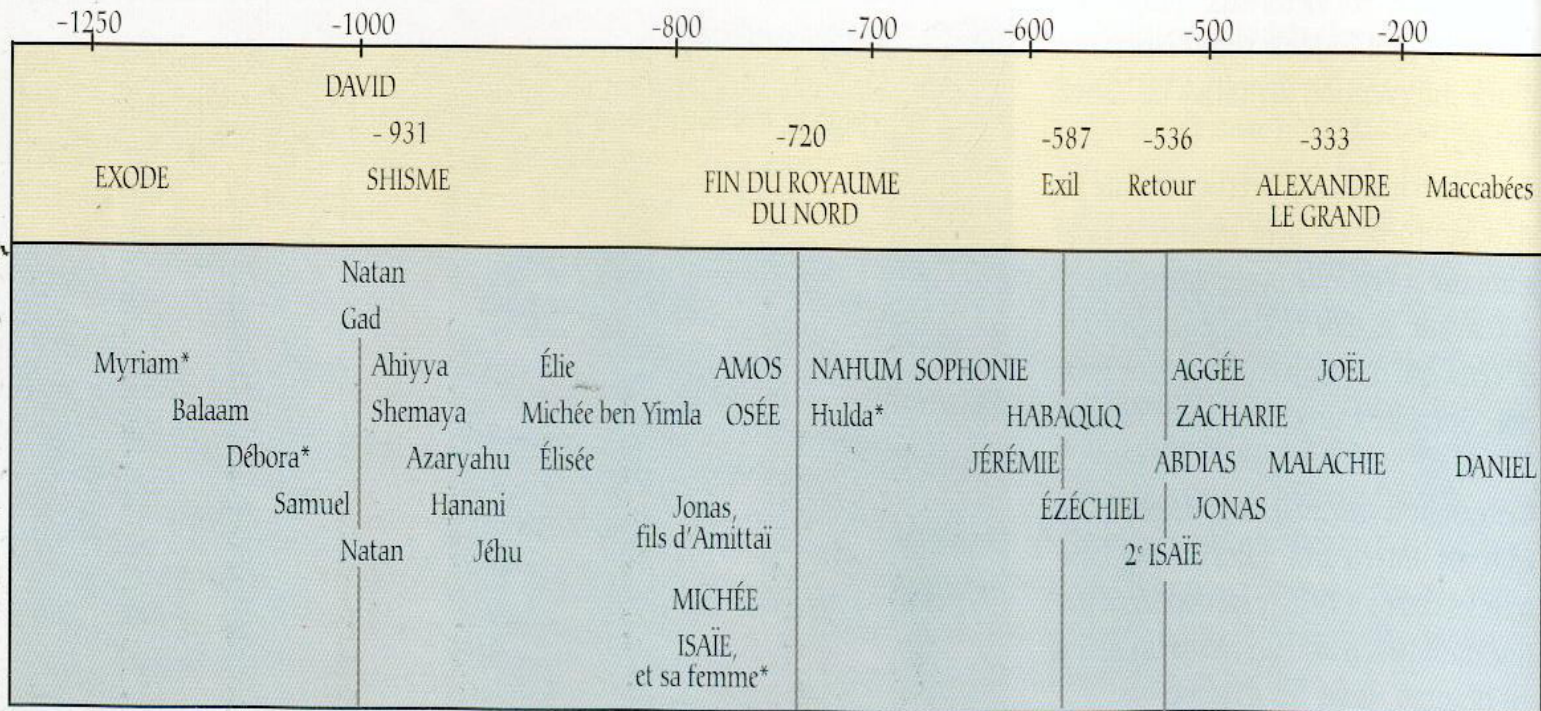 -1250 -1000 -800 -700 -600 -500 -200
DAVID
- 931 -720 -587 -536 -333
EXODE SHISME FIN DU ROYAUME Exil Retour ALEXANDRE Maccabées
DU NORD LE GRAND
Natan
Gad
Myriam* Ahiyya Élie AMOS NAHUM SOPHONIE AGGÉE JOËL
Balaam Shemaya Michée ben Yimla OSÉE Hulda* HABAQUQ ZACHARIE
Débora* Azaryahu Élisée JÉRÉMIE ABDIAS MALACHIE DANIEL
Samuel Hanani Jonas, ÉZÉCHIEL JONAS
fils d'Amittaï
Natan Jéhu 2e ISAÏE
MICHÉE
ISAÏE,
et sa femme*